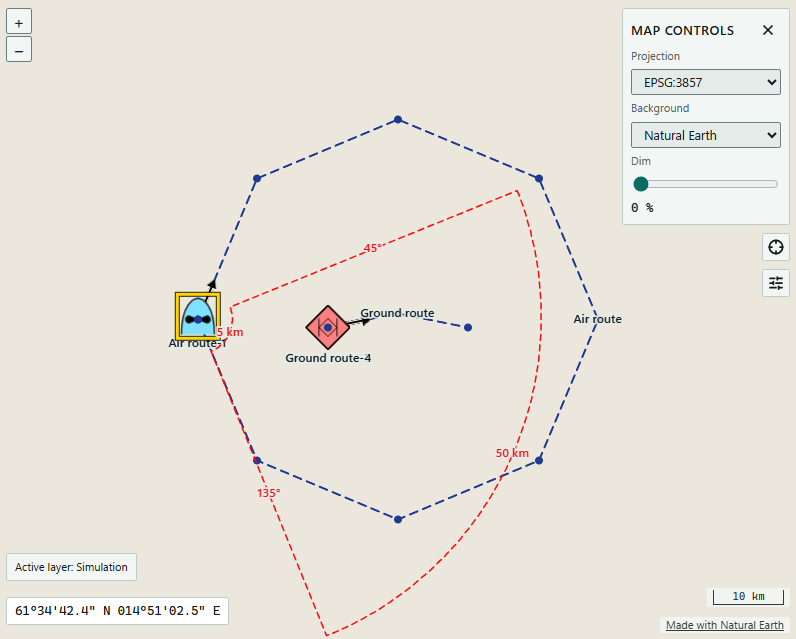 +
−
MAP CONTROLS
Projection
EPSG:3857
Background
Natural Earth
Dim
0 %
45°
Ground route
Air route
5 km
Air route-1
Ground route-4
50 km
135°
Active layer: Simulation
61°34'42.4" N 014°51'02.5" E
10 km
Made with Natural Earth